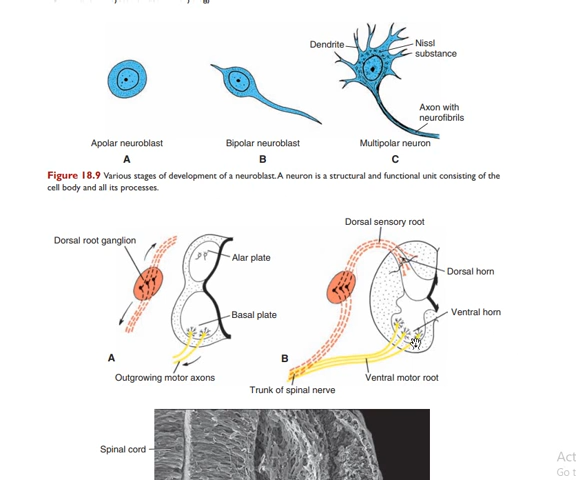 Dendrite
Nissl
substance
Axon with
neurofibrils
Apolar neuroblast
Bipolar neuroblast
Multipolar neuron
A
B
C
Figure 18.9 Various stages of development of a neuroblast. A neuron is a structural and functional unit consisting of the
cell body and all its processes.
Dorsal sensory root
Dorsal root ganglion
Alar plate
Dorsal horn
Basal plate
Ventral horn
A
B
Outgrowing motor axons
Ventral motor root
Trunk of spinal nerve
Spinal cord
Act
Go t